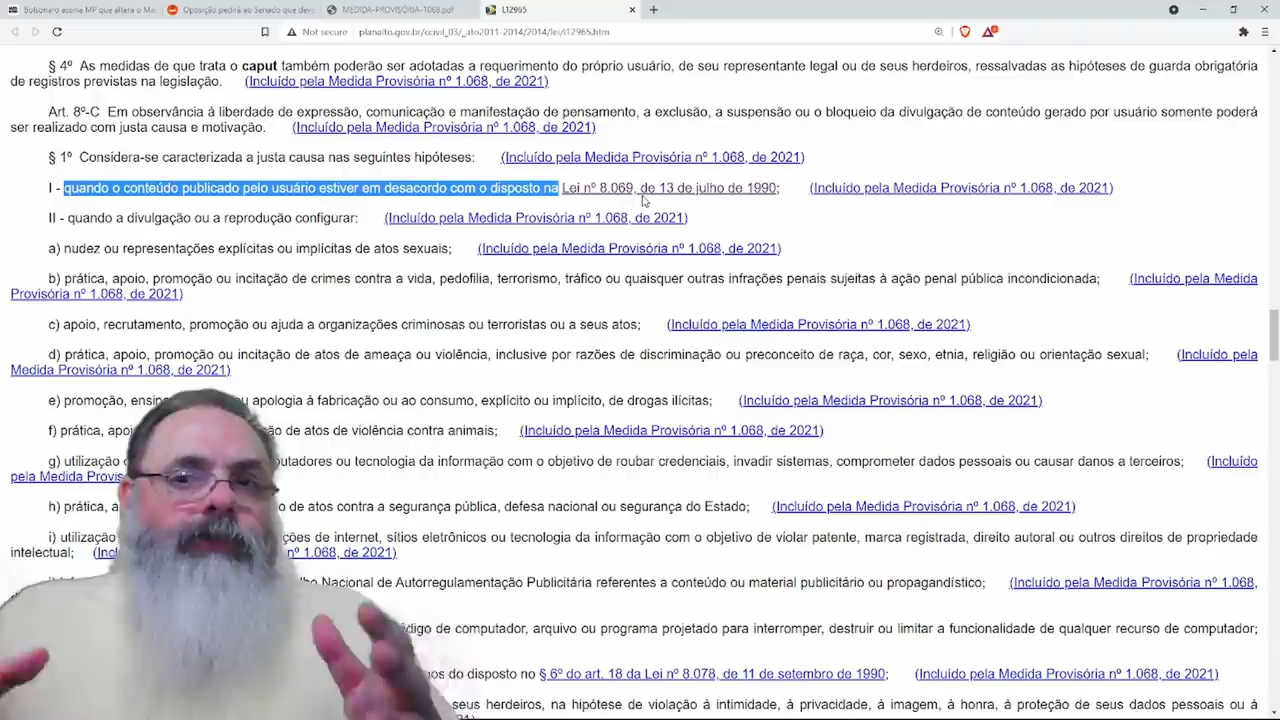 Bolsonaro assina MP que altera o Mar
Oposição pedirá ao Senado que dev
MEDIDA-PROVISÓRIA-1068.pdf
L12965
Not secure | planalto.gov.br/ccivil_03/_ato2011-2014/2014/lei/l12965.htm
§ 4º As medidas de que trata o caput também poderão ser adotadas a requerimento do próprio usuário, de seu representante legal ou de seus herdeiros, ressalvadas as hipóteses de guarda obrigatória
de registros previstas na legislação. (Incluído pela Medida Provisória nº 1.068, de 2021)
Art. 8º-C Em observância à liberdade de expressão, comunicação e manifestação de pensamento, a exclusão, a suspensão ou o bloqueio da divulgação de conteúdo gerado por usuário somente poderá
ser realizado com justa causa e motivação. (Incluído pela Medida Provisória nº 1.068, de 2021)
§ 1º Considera-se caracterizada a justa causa nas seguintes hipóteses: (Incluído pela Medida Provisória nº 1.068, de 2021)
I - quando o conteúdo publicado pelo usuário estiver em desacordo com o disposto na Lei nº 8.069, de 13 de julho de 1990; (Incluído pela Medida Provisória nº 1.068, de 2021)
II - quando a divulgação ou a reprodução configurar: (Incluído pela Medida Provisória nº 1.068, de 2021)
a) nudez ou representações explícitas ou implícitas de atos sexuais; (Incluído pela Medida Provisória nº 1.068, de 2021)
b) prática, apoio, promoção ou incitação de crimes contra a vida, pedofilia, terrorismo, tráfico ou quaisquer outras infrações penais sujeitas à ação penal pública incondicionada; (Incluído pela Medida
Provisória nº 1.068, de 2021)
c) apoio, recrutamento, promoção ou ajuda a organizações criminosas ou terroristas ou a seus atos; (Incluído pela Medida Provisória nº 1.068, de 2021)
d) prática, apoio, promoção ou incitação de atos de ameaça ou violência, inclusive por razões de discriminação ou preconceito de raça, cor, sexo, etnia, religião ou orientação sexual; (Incluído pela
Medida Provisória nº 1.068, de 2021)
e) promoção, ensino ou apologia à fabricação ou ao consumo, explícito ou implícito, de drogas ilícitas; (Incluído pela Medida Provisória nº 1.068, de 2021)
f) prática, apoi de atos de violência contra animais; (Incluído pela Medida Provisória nº 1.068, de 2021)
g) utilização putadores ou tecnologia da informação com o objetivo de roubar credenciais, invadir sistemas, comprometer dados pessoais ou causar danos a terceiros; (Incluído
pela Medida Provis
h) prática, a de atos contra a segurança pública, defesa nacional ou segurança do Estado; (Incluído pela Medida Provisória nº 1.068, de 2021)
i) utilização ções de internet, sítios eletrônicos ou tecnologia da informação com o objetivo de violar patente, marca registrada, direito autoral ou outros direitos de propriedade
intelectual; (Incl nº 1.068, de 2021)
lho Nacional de Autorregulamentação Publicitária referentes a conteúdo ou material publicitário ou propagandístico; (Incluído pela Medida Provisória nº 1.068,
código de computador, arquivo ou programa projetado para interromper, destruir ou limitar a funcionalidade de qualquer recurso de computador;
os do disposto no § 6º do art. 18 da Lei nº 8.078, de 11 de setembro de 1990; (Incluído pela Medida Provisória nº 1.068, de 2021)
seus herdeiros, na hipótese de violação à intimidade, à privacidade, à imagem, à honra, à proteção de seus dados pessoais ou à